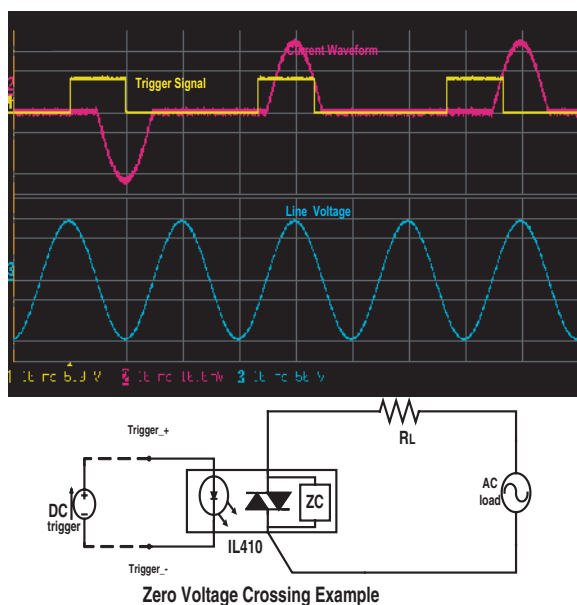 Current Waveform
Trigger Signal
Line Voltage
Trigger_+
RL
DC
trigger
ZC
AC
load
IL410
Trigger_-
Zero Voltage Crossing Example